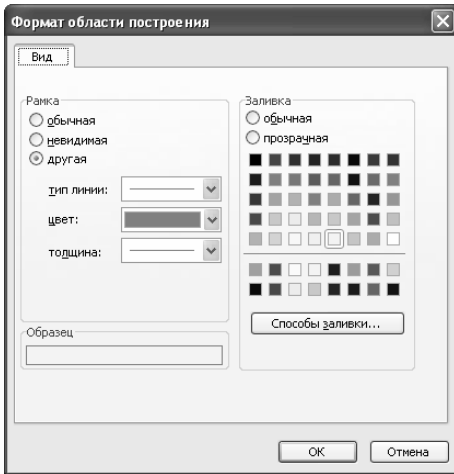 Формат области построения
Вид
Рамка
обычная
невидимая
другая
тип линии:
цвет:
толщина:
Образец
Заливка
обычная
прозрачная
Способы заливки...
ОК
Отмена